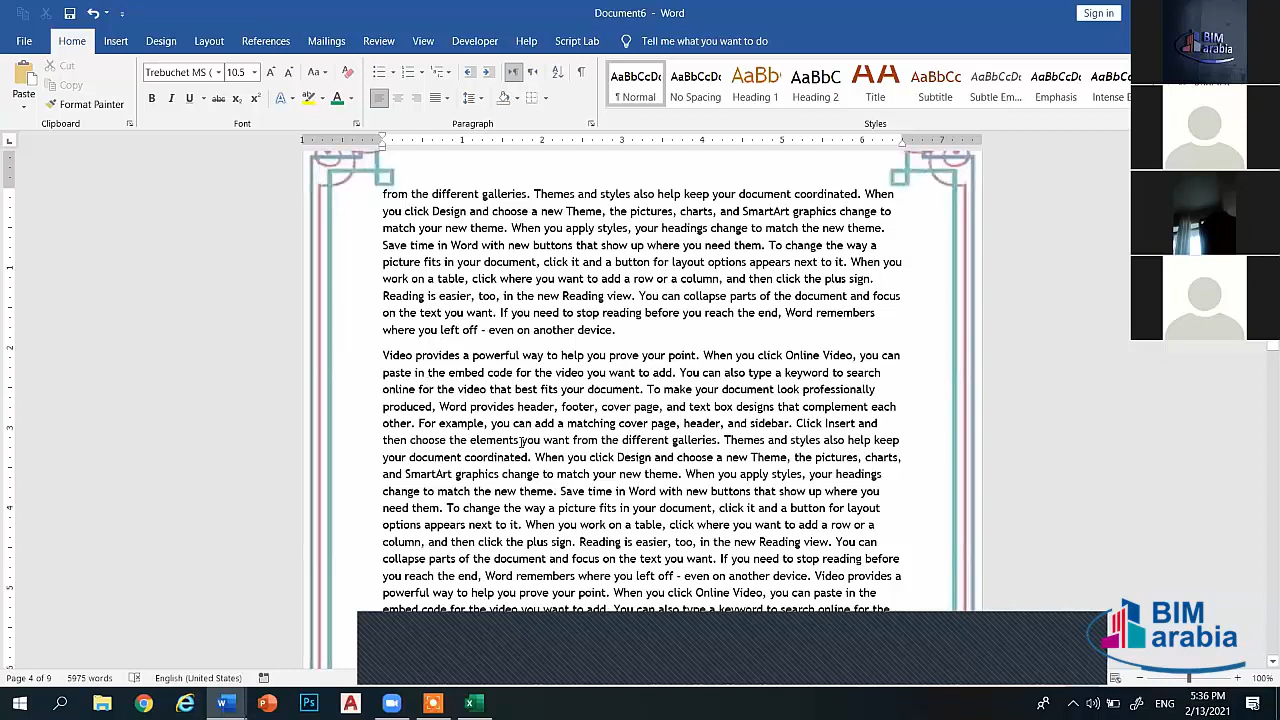 Document6 - Word
Sign in
File Home Insert Design Layout References Mailings Review View Developer Help Script Lab Tell me what you want to do
Paste
Cut
Copy
Format Painter
Clipboard
Trebuchet MS ( 10.5
Font
Paragraph
AaBbCcDc AaBbCcDc AaBb AaBbC AA AaBbCc AaBbCcDc AaBbCcDc AaBbCc
¶ Normal No Spacing Heading 1 Heading 2 Title Subtitle Subtle Em... Emphasis Intense E
Styles
1 1 2 3 4 5 6 7
from the different galleries. Themes and styles also help keep your document coordinated. When
you click Design and choose a new Theme, the pictures, charts, and SmartArt graphics change to
match your new theme. When you apply styles, your headings change to match the new theme.
Save time in Word with new buttons that show up where you need them. To change the way a
picture fits in your document, click it and a button for layout options appears next to it. When you
work on a table, click where you want to add a row or a column, and then click the plus sign.
Reading is easier, too, in the new Reading view. You can collapse parts of the document and focus
on the text you want. If you need to stop reading before you reach the end, Word remembers
where you left off - even on another device.
Video provides a powerful way to help you prove your point. When you click Online Video, you can
paste in the embed code for the video you want to add. You can also type a keyword to search
online for the video that best fits your document. To make your document look professionally
produced, Word provides header, footer, cover page, and text box designs that complement each
other. For example, you can add a matching cover page, header, and sidebar. Click Insert and
then choose the elements you want from the different galleries. Themes and styles also help keep
your document coordinated. When you click Design and choose a new Theme, the pictures, charts,
and SmartArt graphics change to match your new theme. When you apply styles, your headings
change to match the new theme. Save time in Word with new buttons that show up where you
need them. To change the way a picture fits in your document, click it and a button for layout
options appears next to it. When you work on a table, click where you want to add a row or a
column, and then click the plus sign. Reading is easier, too, in the new Reading view. You can
collapse parts of the document and focus on the text you want. If you need to stop reading before
you reach the end, Word remembers where you left off - even on another device. Video provides a
powerful way to help you prove your point. When you click Online Video, you can paste in the
embed code for the video you want to add. You can also type a keyword to search online for the
BIM
arabia
BIM
arabia
Page 4 of 9 5975 words English (United States) 100%
ENG
5:36 PM
2/13/2021